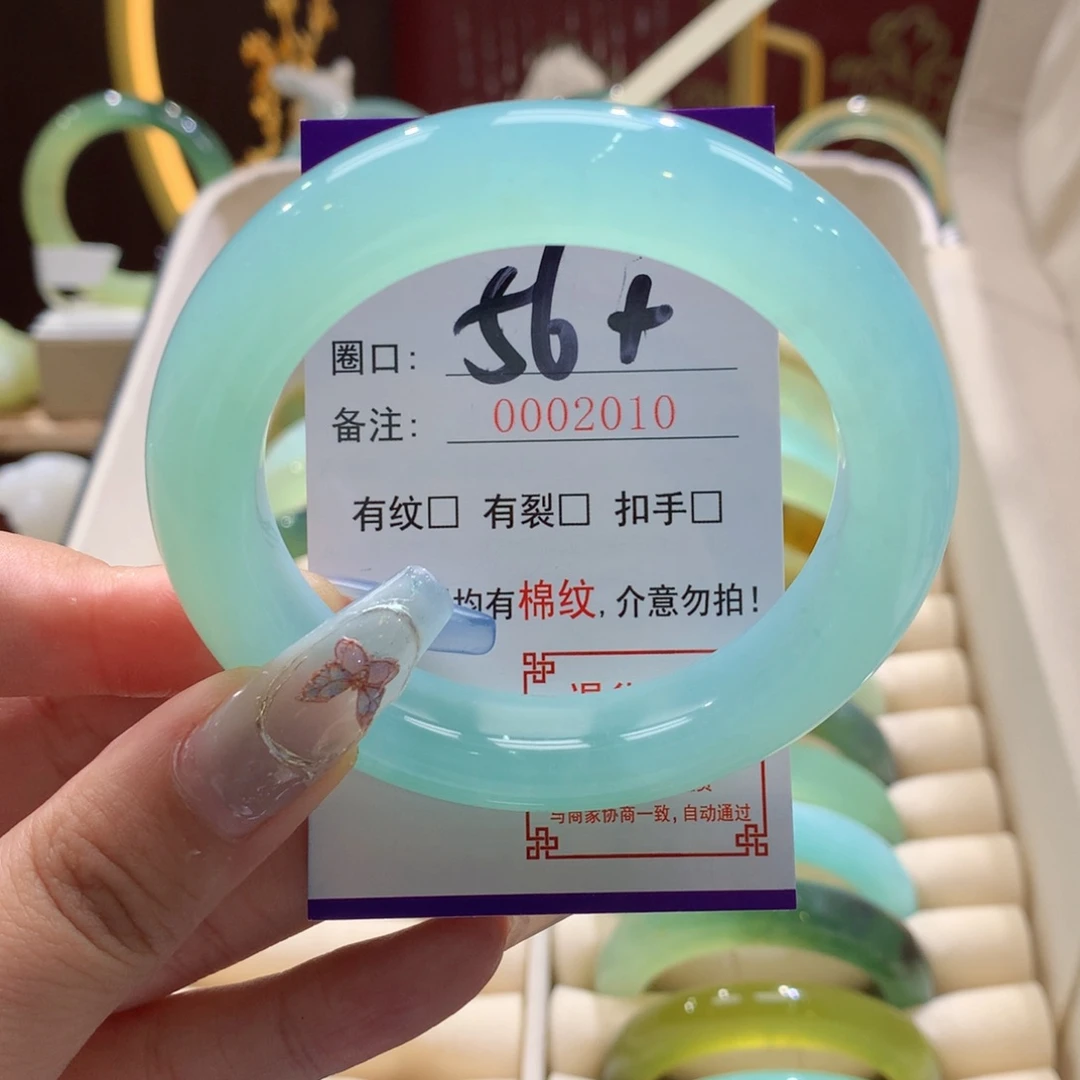 圈口: 56+
备注: 0002010
有纹□ 有裂□ 扣手□
均有棉纹, 介意勿拍!
与商家协商一致, 自动通过